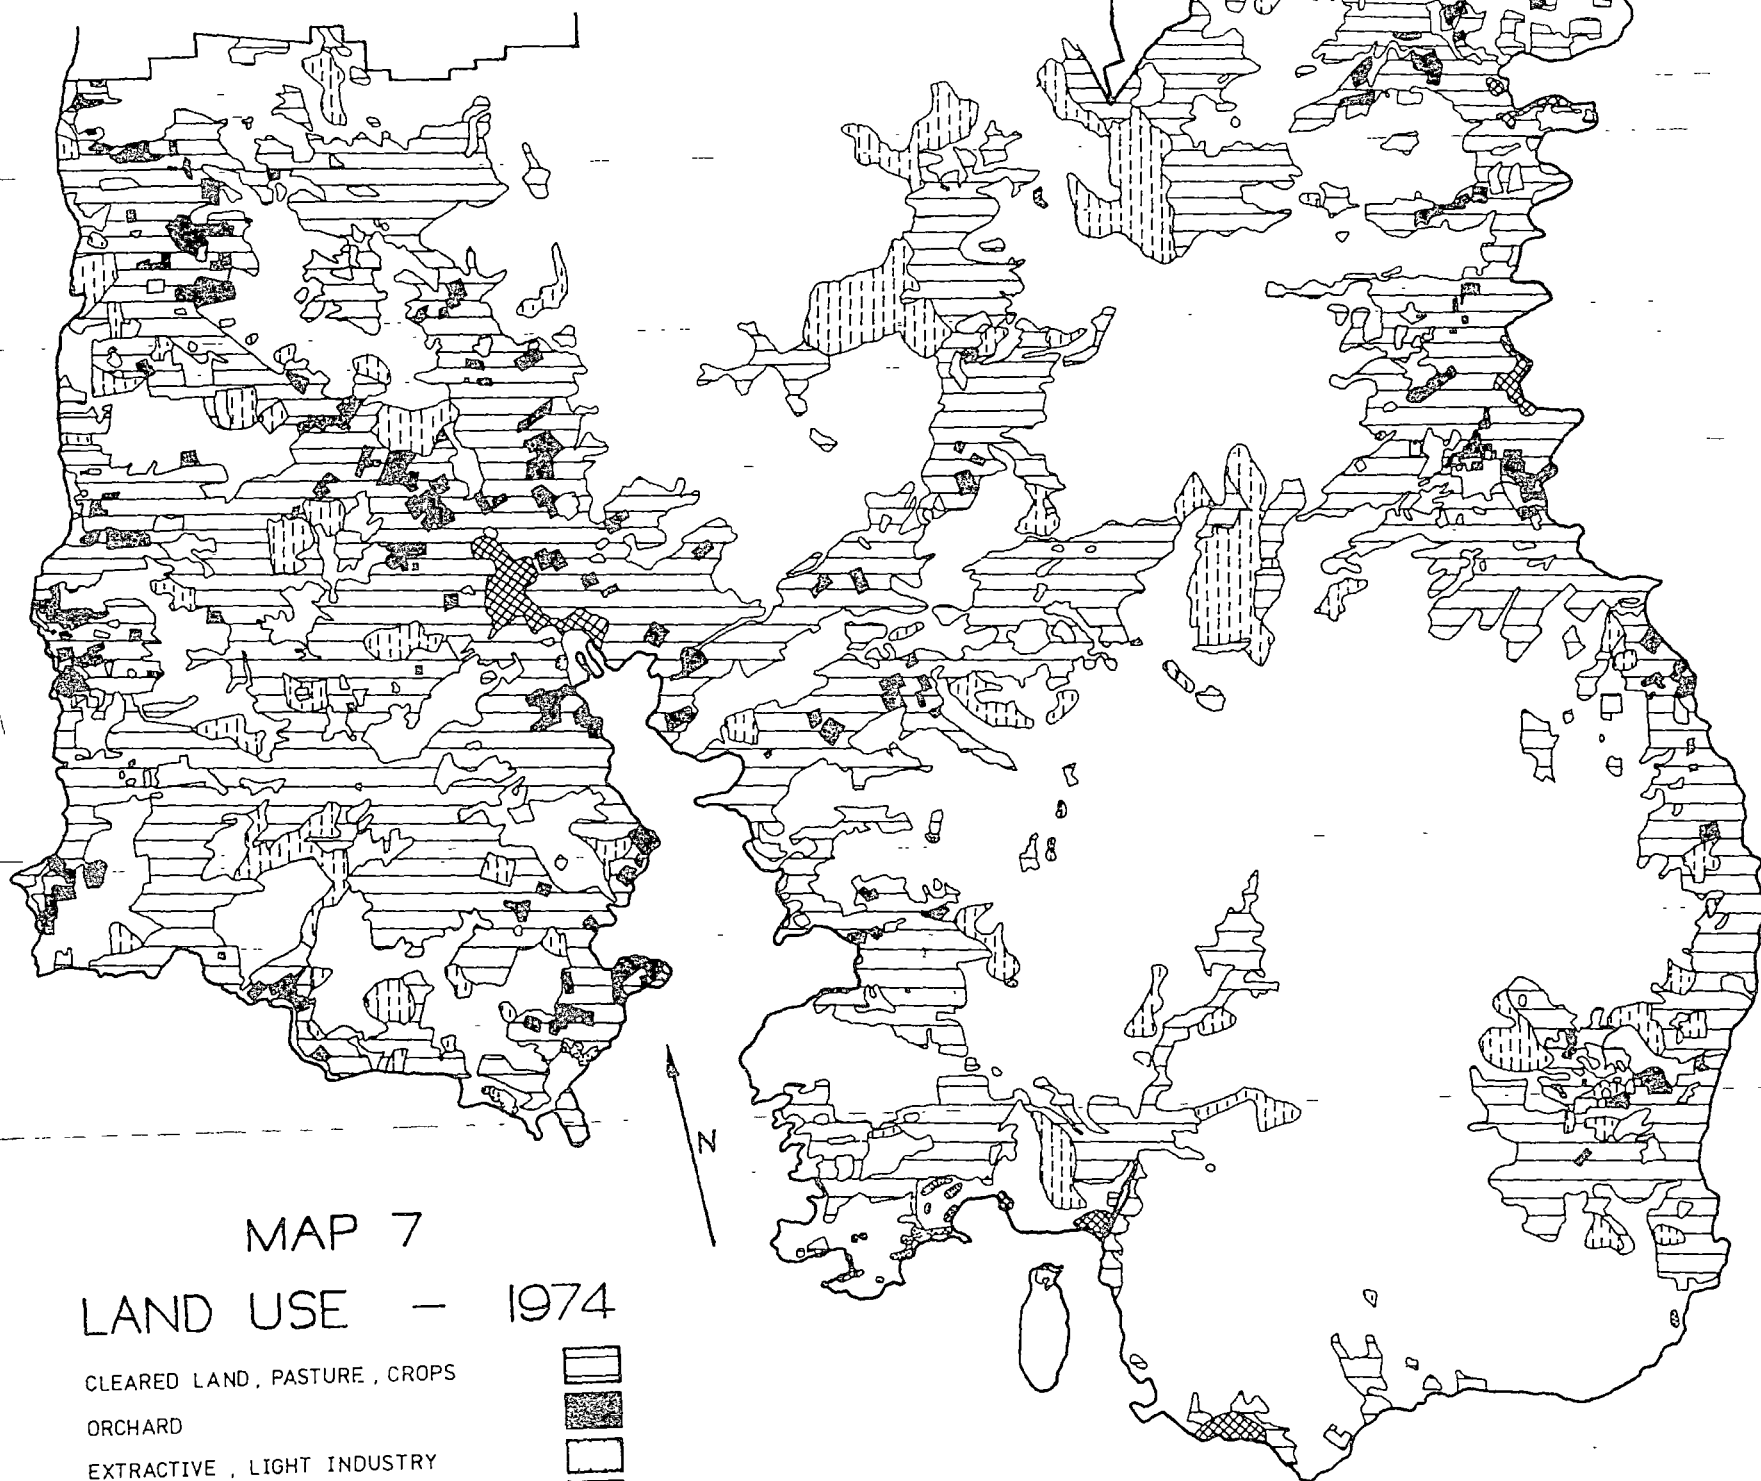 N
MAP 7
LAND USE - 1974
CLEARED LAND, PASTURE, CROPS
ORCHARD
EXTRACTIVE, LIGHT INDUSTRY